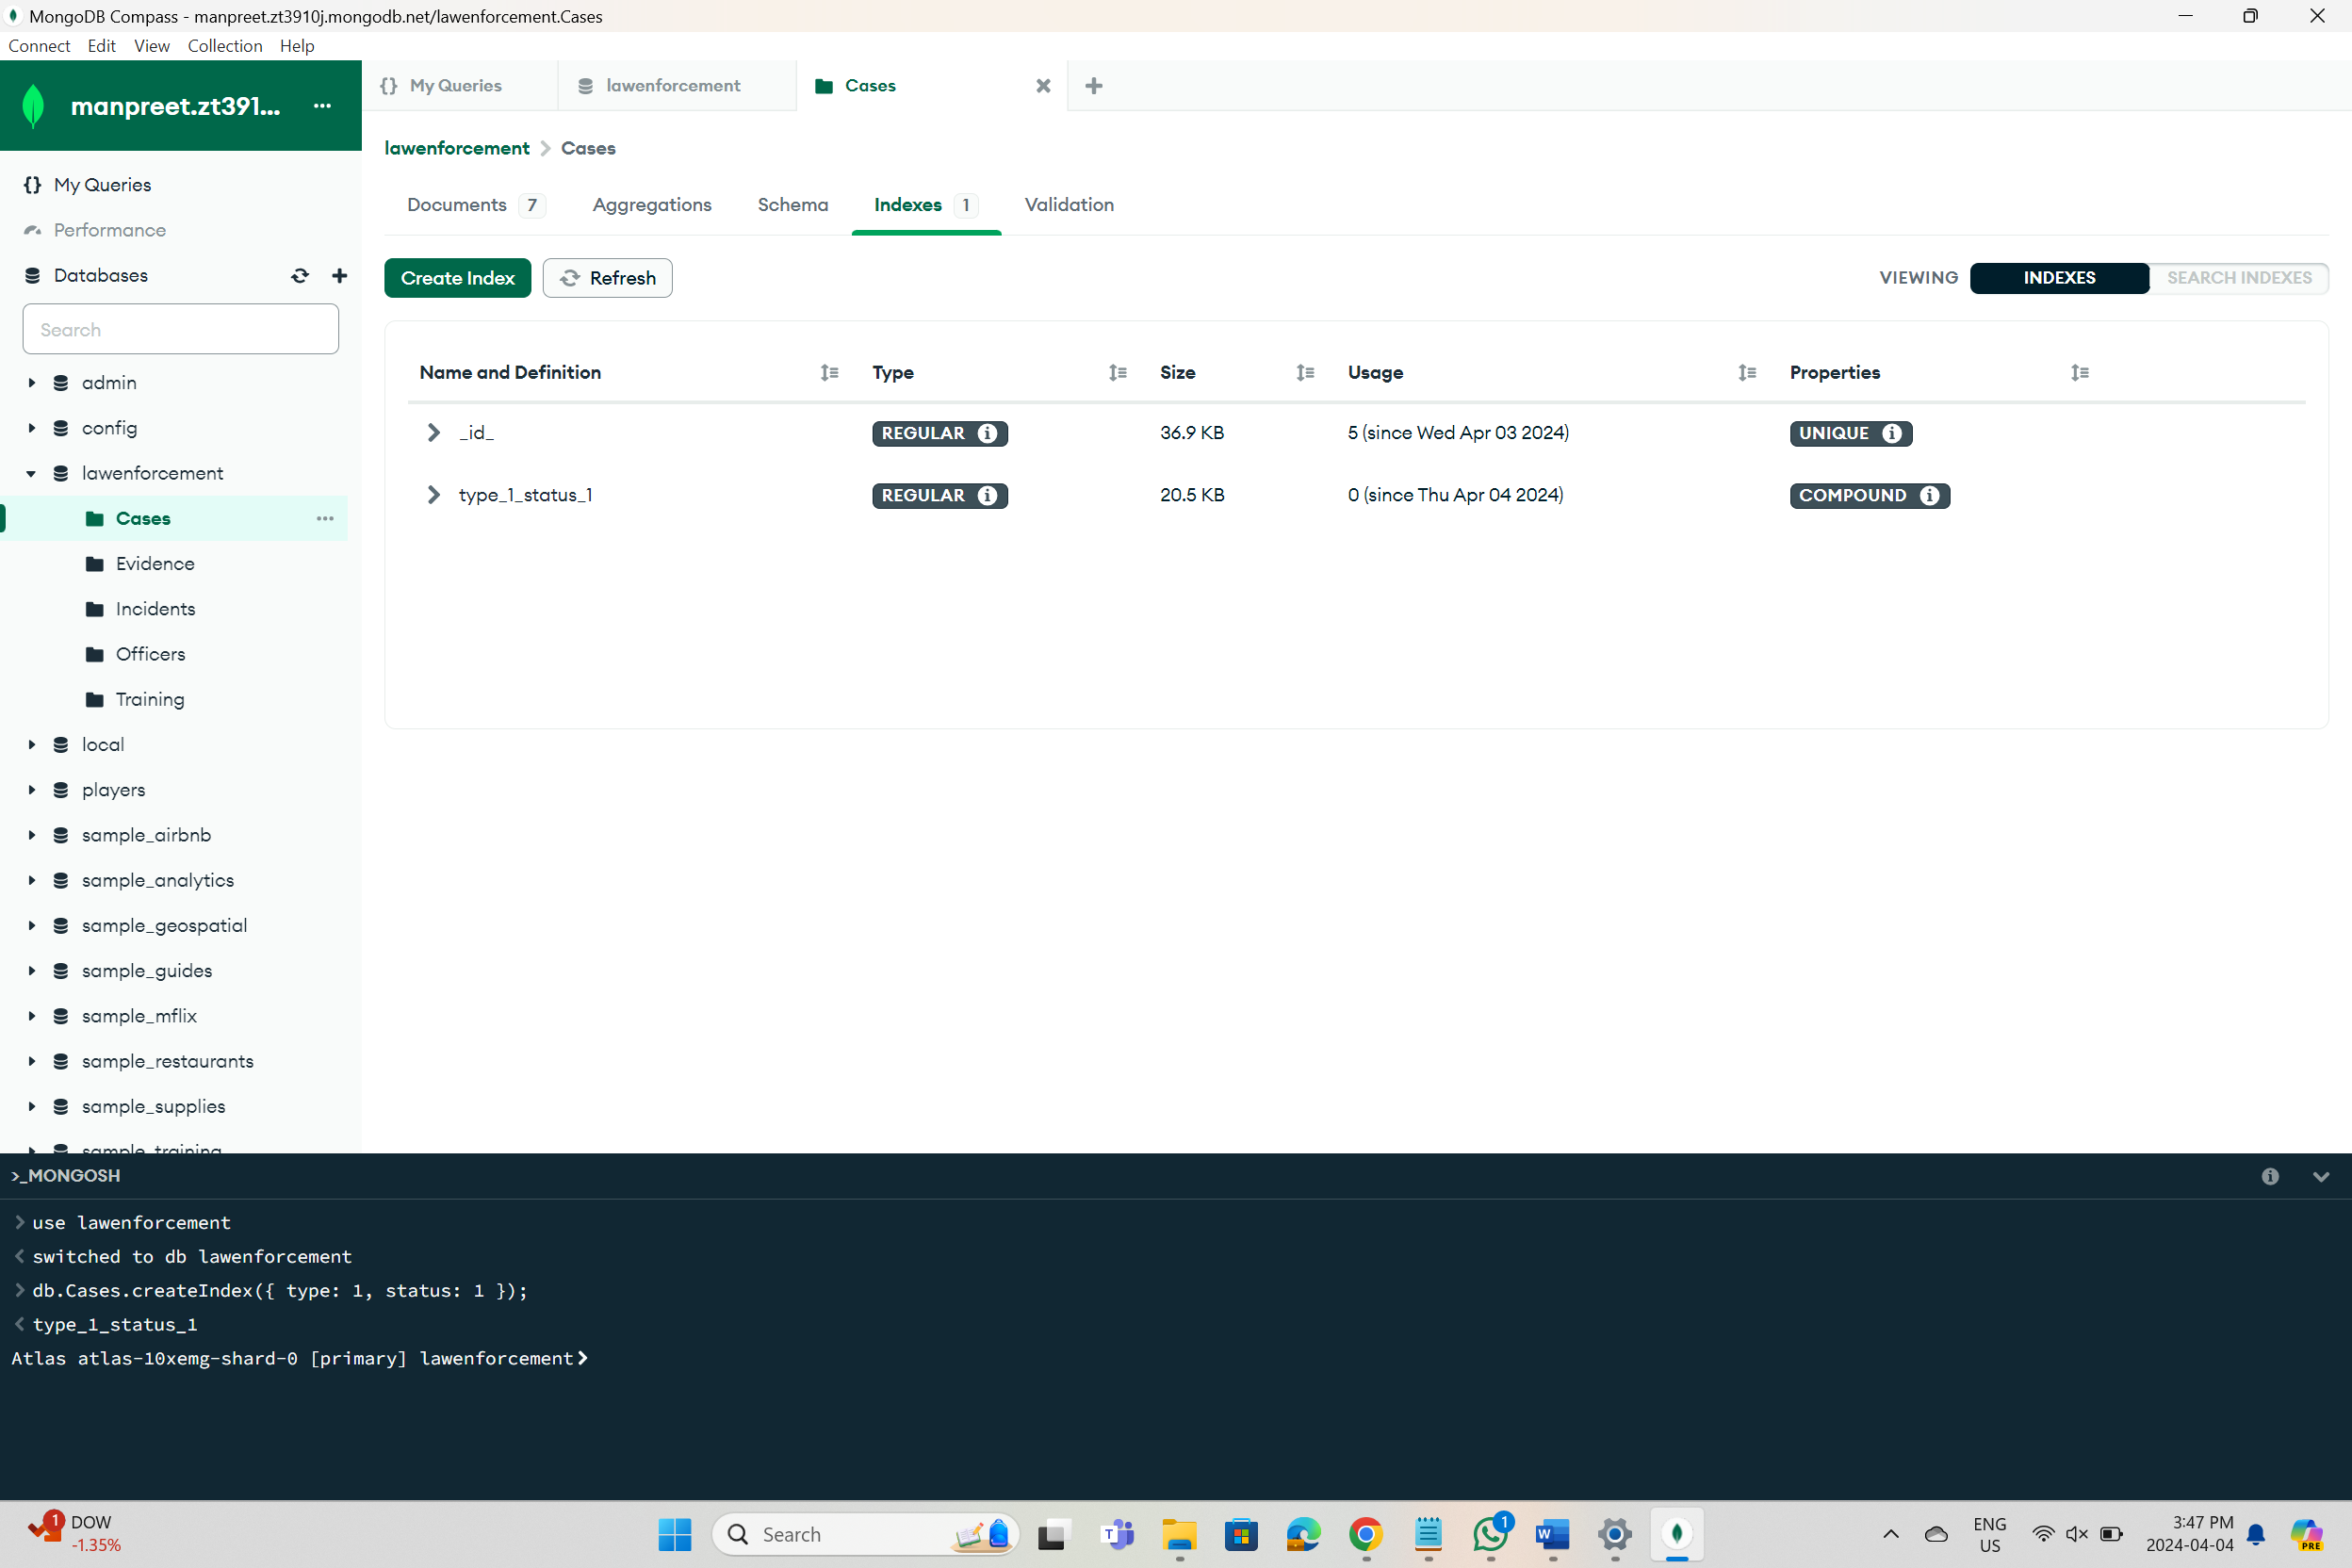 MongoDB Compass - manpreet.zt3910j.mongodb.net/lawenforcement.Cases
Connect Edit View Collection Help
manpreet.zt391... ...
{} My Queries lawenforcement Cases
lawenforcement > Cases
{} My Queries
Performance
Databases
Search
admin
config
lawenforcement
Cases ...
Evidence
Incidents
Officers
Training
local
players
sample_airbnb
sample_analytics
sample_geospatial
sample_guides
sample_mflix
sample_restaurants
sample_supplies
sample_training
Documents 7 Aggregations Schema Indexes 1 Validation
Create Index Refresh VIEWING INDEXES SEARCH INDEXES
Name and Definition Type Size Usage Properties
_id_ REGULAR 36.9 KB 5 (since Wed Apr 03 2024) UNIQUE
type_1_status_1 REGULAR 20.5 KB 0 (since Thu Apr 04 2024) COMPOUND
>_MONGOSH
> use lawenforcement
< switched to db lawenforcement
> db.Cases.createIndex({ type: 1, status: 1 });
< type_1_status_1
Atlas atlas-10xemg-shard-0 [primary] lawenforcement>
1 DOW
-1.35%
Search
1
ENG
US
3:47 PM
2024-04-04
PRE